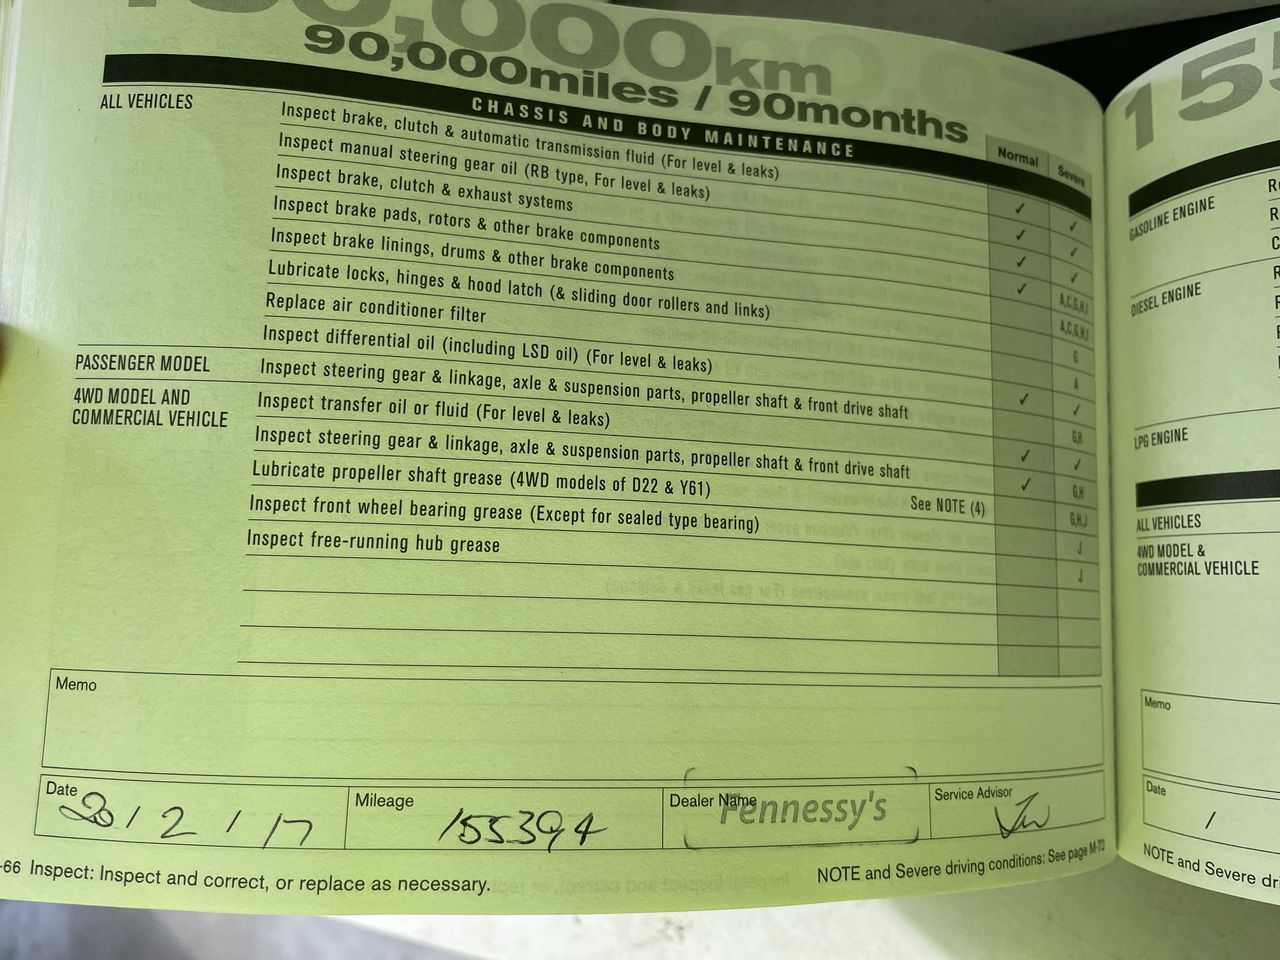 150,000km
90,000miles / 90months
CHASSIS AND BODY MAINTENANCE
Normal Severe
ALL VEHICLES
Inspect brake, clutch & automatic transmission fluid (For level & leaks) ✓ ✓
Inspect manual steering gear oil (RB type, For level & leaks) ✓ ✓
Inspect brake, clutch & exhaust systems ✓ ✓
Inspect brake pads, rotors & other brake components ✓ A,C,G,H,I
Inspect brake linings, drums & other brake components A,C,G,H,I
Lubricate locks, hinges & hood latch (& sliding door rollers and links) G
Replace air conditioner filter A
Inspect differential oil (including LSD oil) (For level & leaks) ✓ ✓
PASSENGER MODEL
Inspect steering gear & linkage, axle & suspension parts, propeller shaft & front drive shaft G,H
4WD MODEL AND
COMMERCIAL VEHICLE
Inspect transfer oil or fluid (For level & leaks) ✓ ✓
Inspect steering gear & linkage, axle & suspension parts, propeller shaft & front drive shaft ✓ G,H
Lubricate propeller shaft grease (4WD models of D22 & Y61) See NOTE (4) G,H,J
Inspect front wheel bearing grease (Except for sealed type bearing) J
Inspect free-running hub grease J
Memo
Date 20/2/17
Mileage 155394
Dealer Name Fennessy's
Service Advisor
-66 Inspect: Inspect and correct, or replace as necessary.
NOTE and Severe driving conditions: See page
155
GASOLINE ENGINE
DIESEL ENGINE
LPG ENGINE
ALL VEHICLES
4WD MODEL &
COMMERCIAL VEHICLE
Memo
Date
/
NOTE and Severe dri